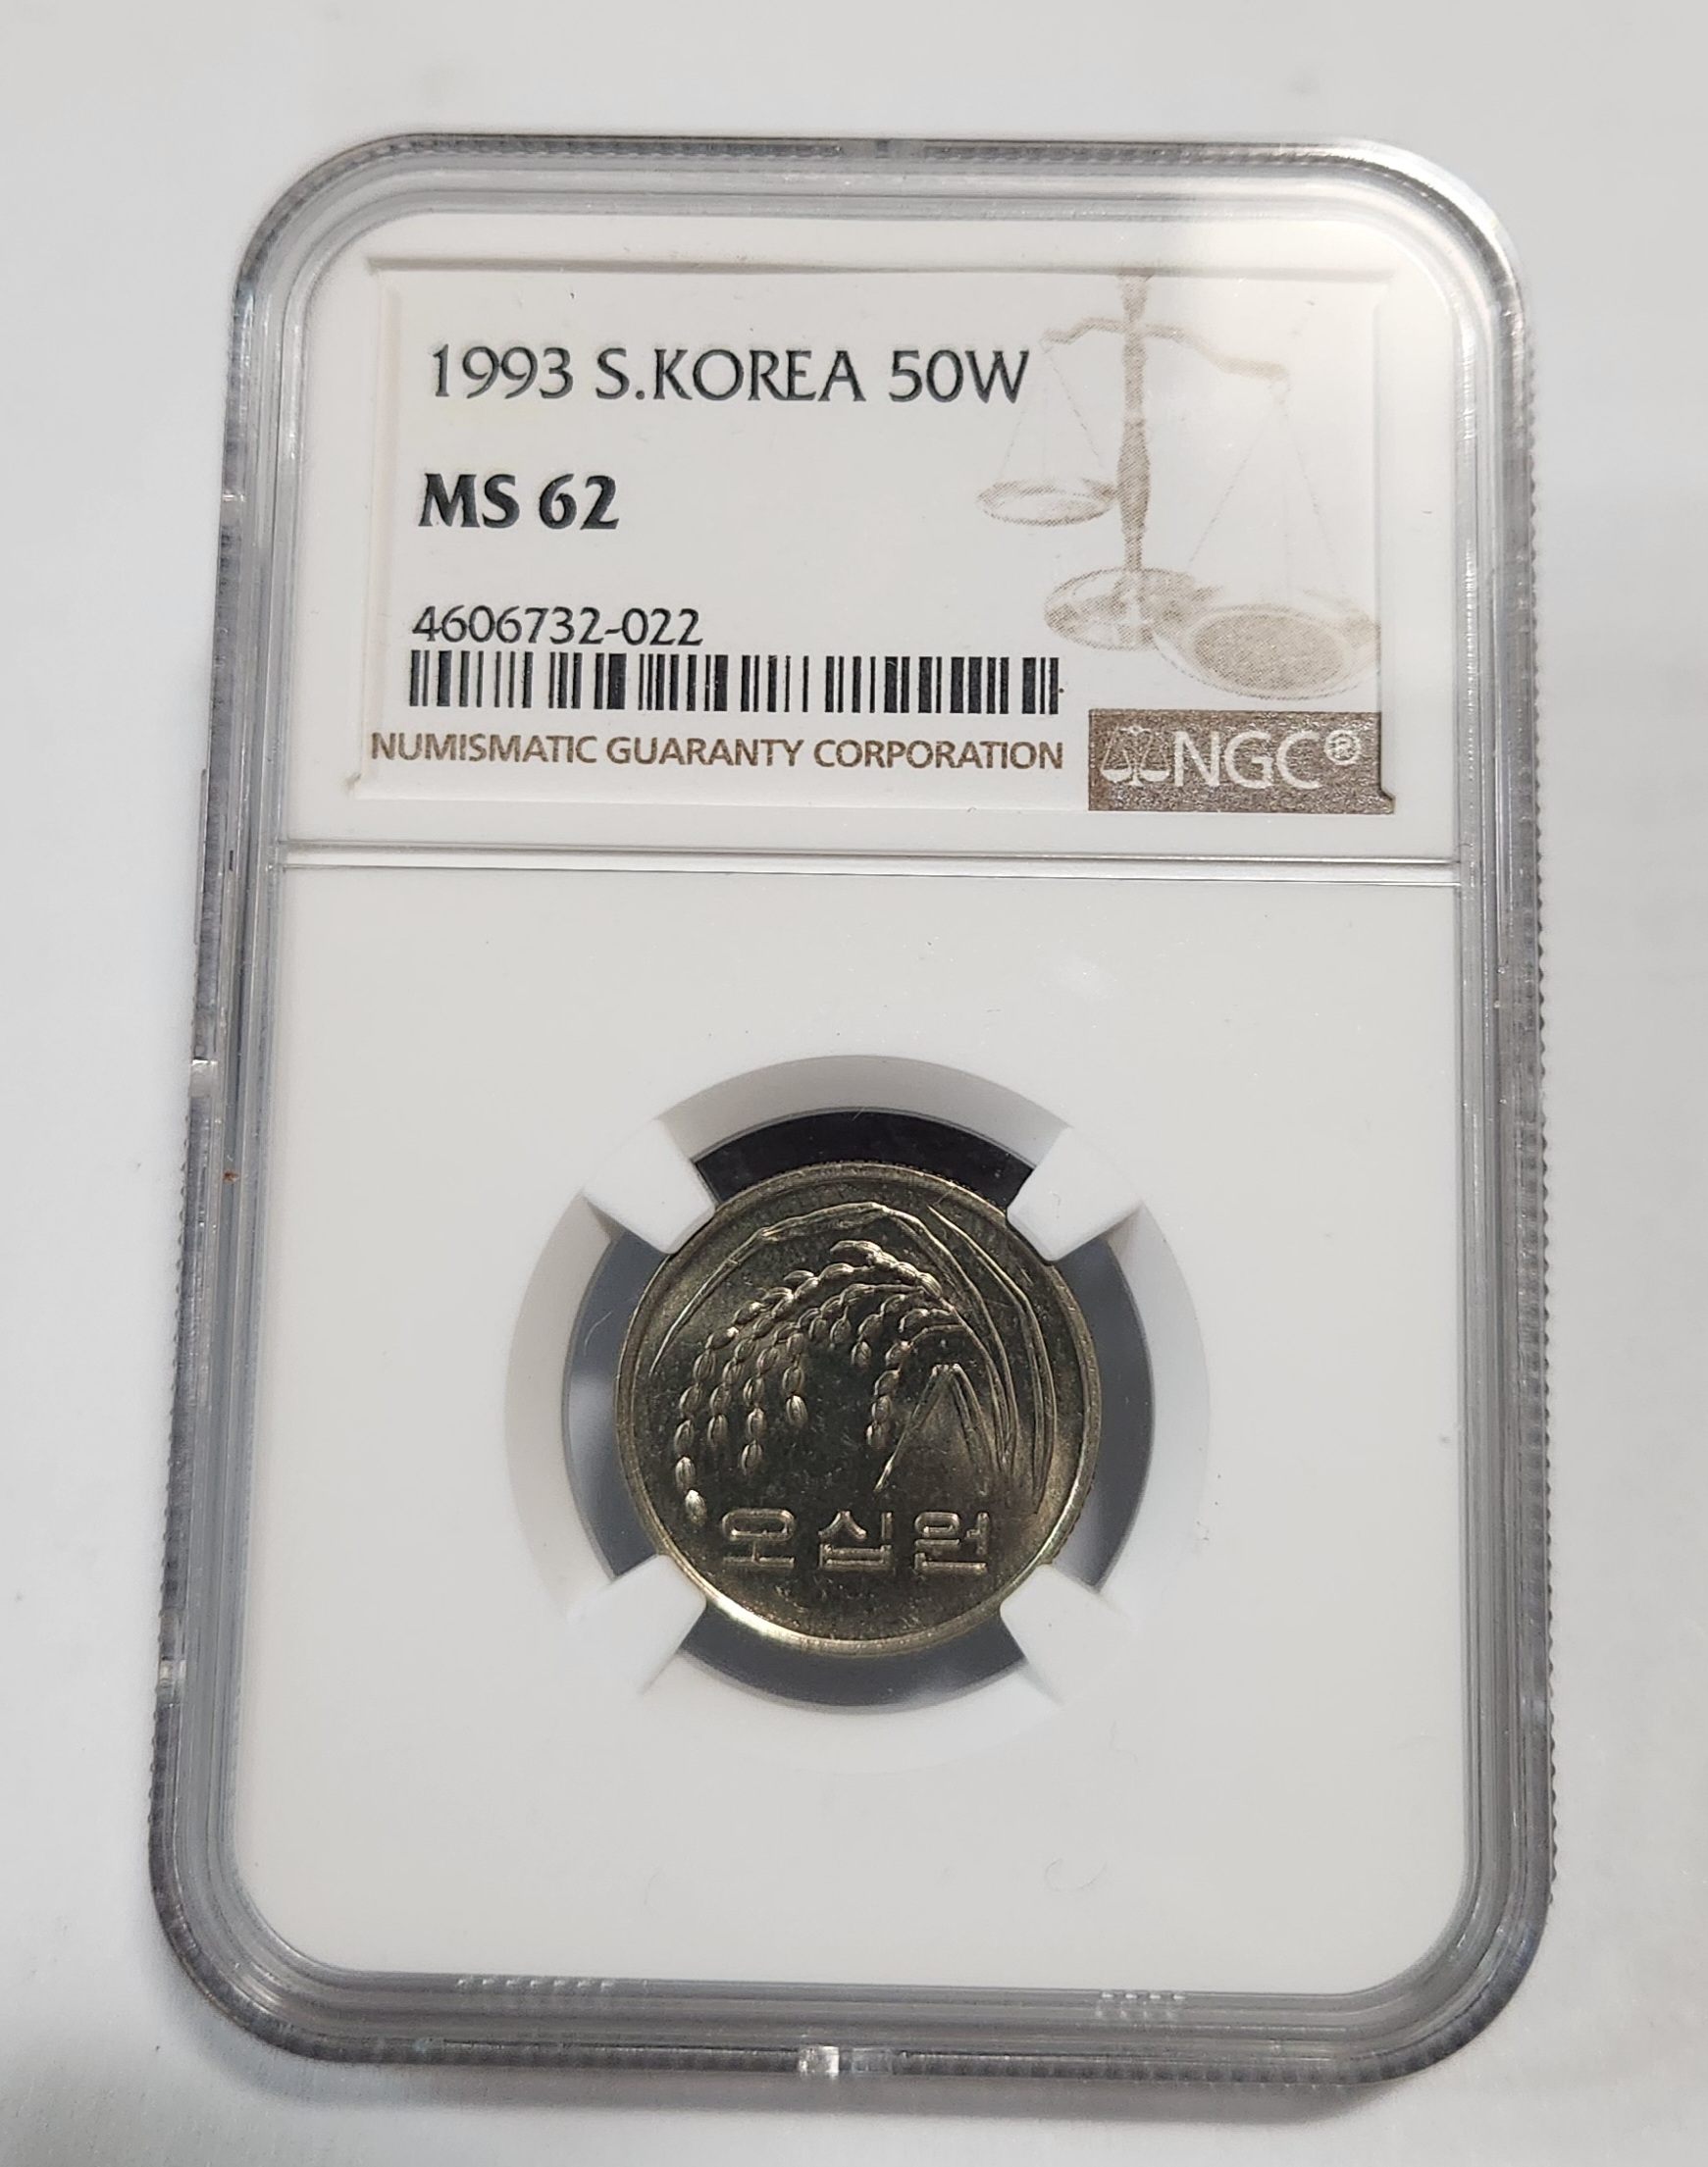 1993 S.KOREA 50W
MS 62
4606732-022
NUMISMATIC GUARANTY CORPORATION
NGC®
오십원